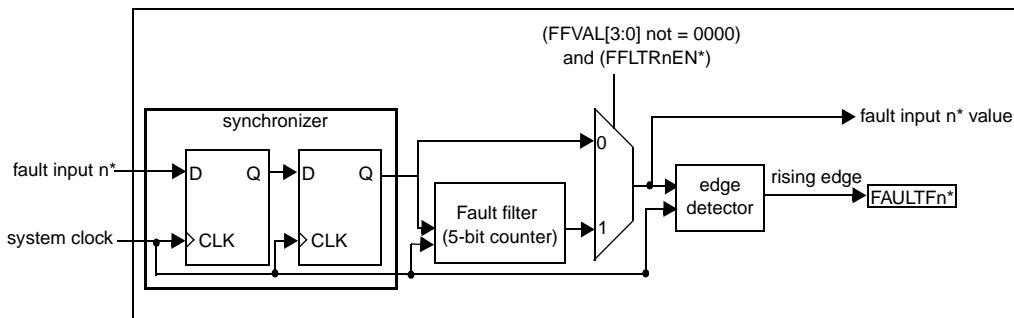 (FFVAL[3:0] not = 0000)
and (FFLTRnEN*)
synchronizer
fault input n* value
fault input n*
D Q D Q
0
rising edge
edge
detector
FAULTFn*
Fault filter
(5-bit counter)
1
system clock
CLK CLK